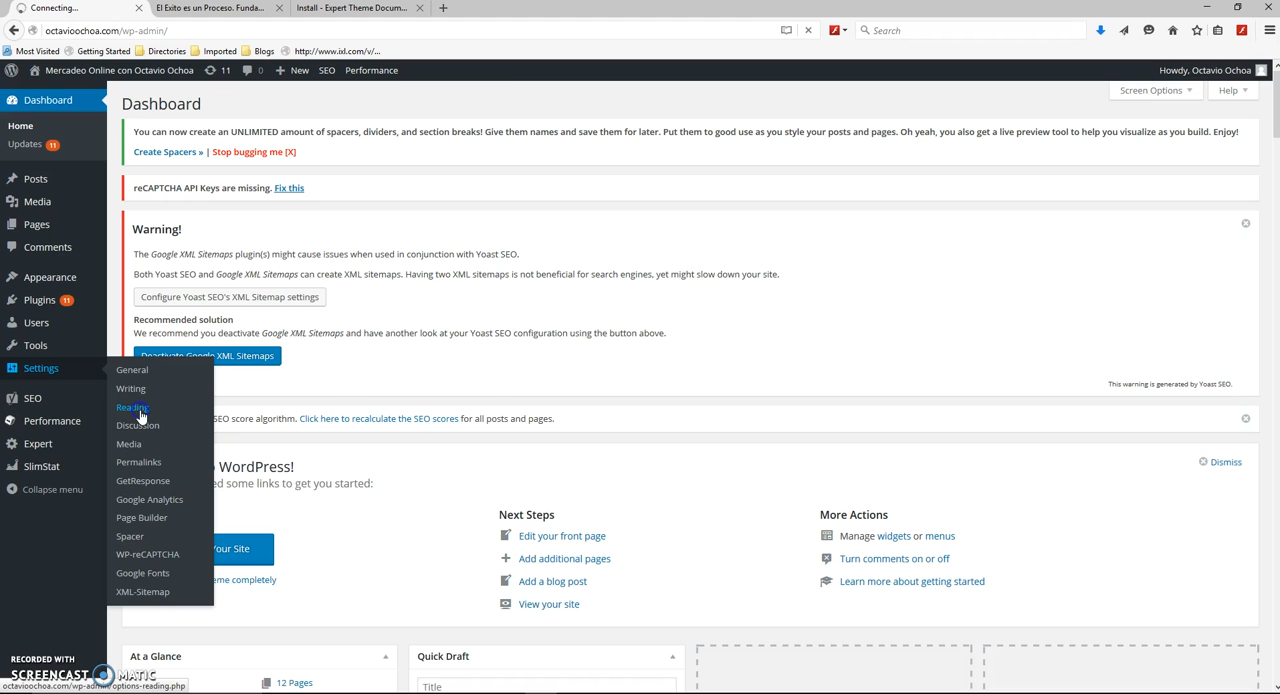 Connecting...
El Exito es un Proceso. Funda...
Install - Expert Theme Docum...
octavioochoa.com/wp-admin/
Search
Most Visited
Getting Started
Directories
Imported
Blogs
http://www.ixl.com/v/...
Mercadeo Online con Octavio Ochoa
11
0
New
SEO
Performance
Howdy, Octavio Ochoa
Dashboard
Home
Updates 11
Posts
Media
Pages
Comments
Appearance
Plugins 11
Users
Tools
Settings
SEO
Performance
Expert
SlimStat
Collapse menu
General
Writing
Reading
Discussion
Media
Permalinks
GetResponse
Google Analytics
Page Builder
Spacer
WP-reCAPTCHA
Google Fonts
XML-Sitemap
Dashboard
Screen Options
Help
You can now create an UNLIMITED amount of spacers, dividers, and section breaks! Give them names and save them for later. Put them to good use as you style your posts and pages. Oh yeah, you also get a live preview tool to help you visualize as you build. Enjoy!
Create Spacers » | Stop bugging me [X]
reCAPTCHA API Keys are missing. Fix this
Warning!
The Google XML Sitemaps plugin(s) might cause issues when used in conjunction with Yoast SEO.
Both Yoast SEO and Google XML Sitemaps can create XML sitemaps. Having two XML sitemaps is not beneficial for search engines, yet might slow down your site.
Configure Yoast SEO's XML Sitemap settings
Recommended solution
We recommend you deactivate Google XML Sitemaps and have another look at your Yoast SEO configuration using the button above.
Deactivate Google XML Sitemaps
This warning is generated by Yoast SEO.
SEO score algorithm. Click here to recalculate the SEO scores for all posts and pages.
WordPress!
Dismiss
some links to get you started:
Your Site
eme completely
Next Steps
Edit your front page
Add additional pages
Add a blog post
View your site
More Actions
Manage widgets or menus
Turn comments on or off
Learn more about getting started
At a Glance
12 Pages
Quick Draft
Title
RECORDED WITH
SCREENCAST MATIC
octavioochoa.com/wp-admin/options-reading.php